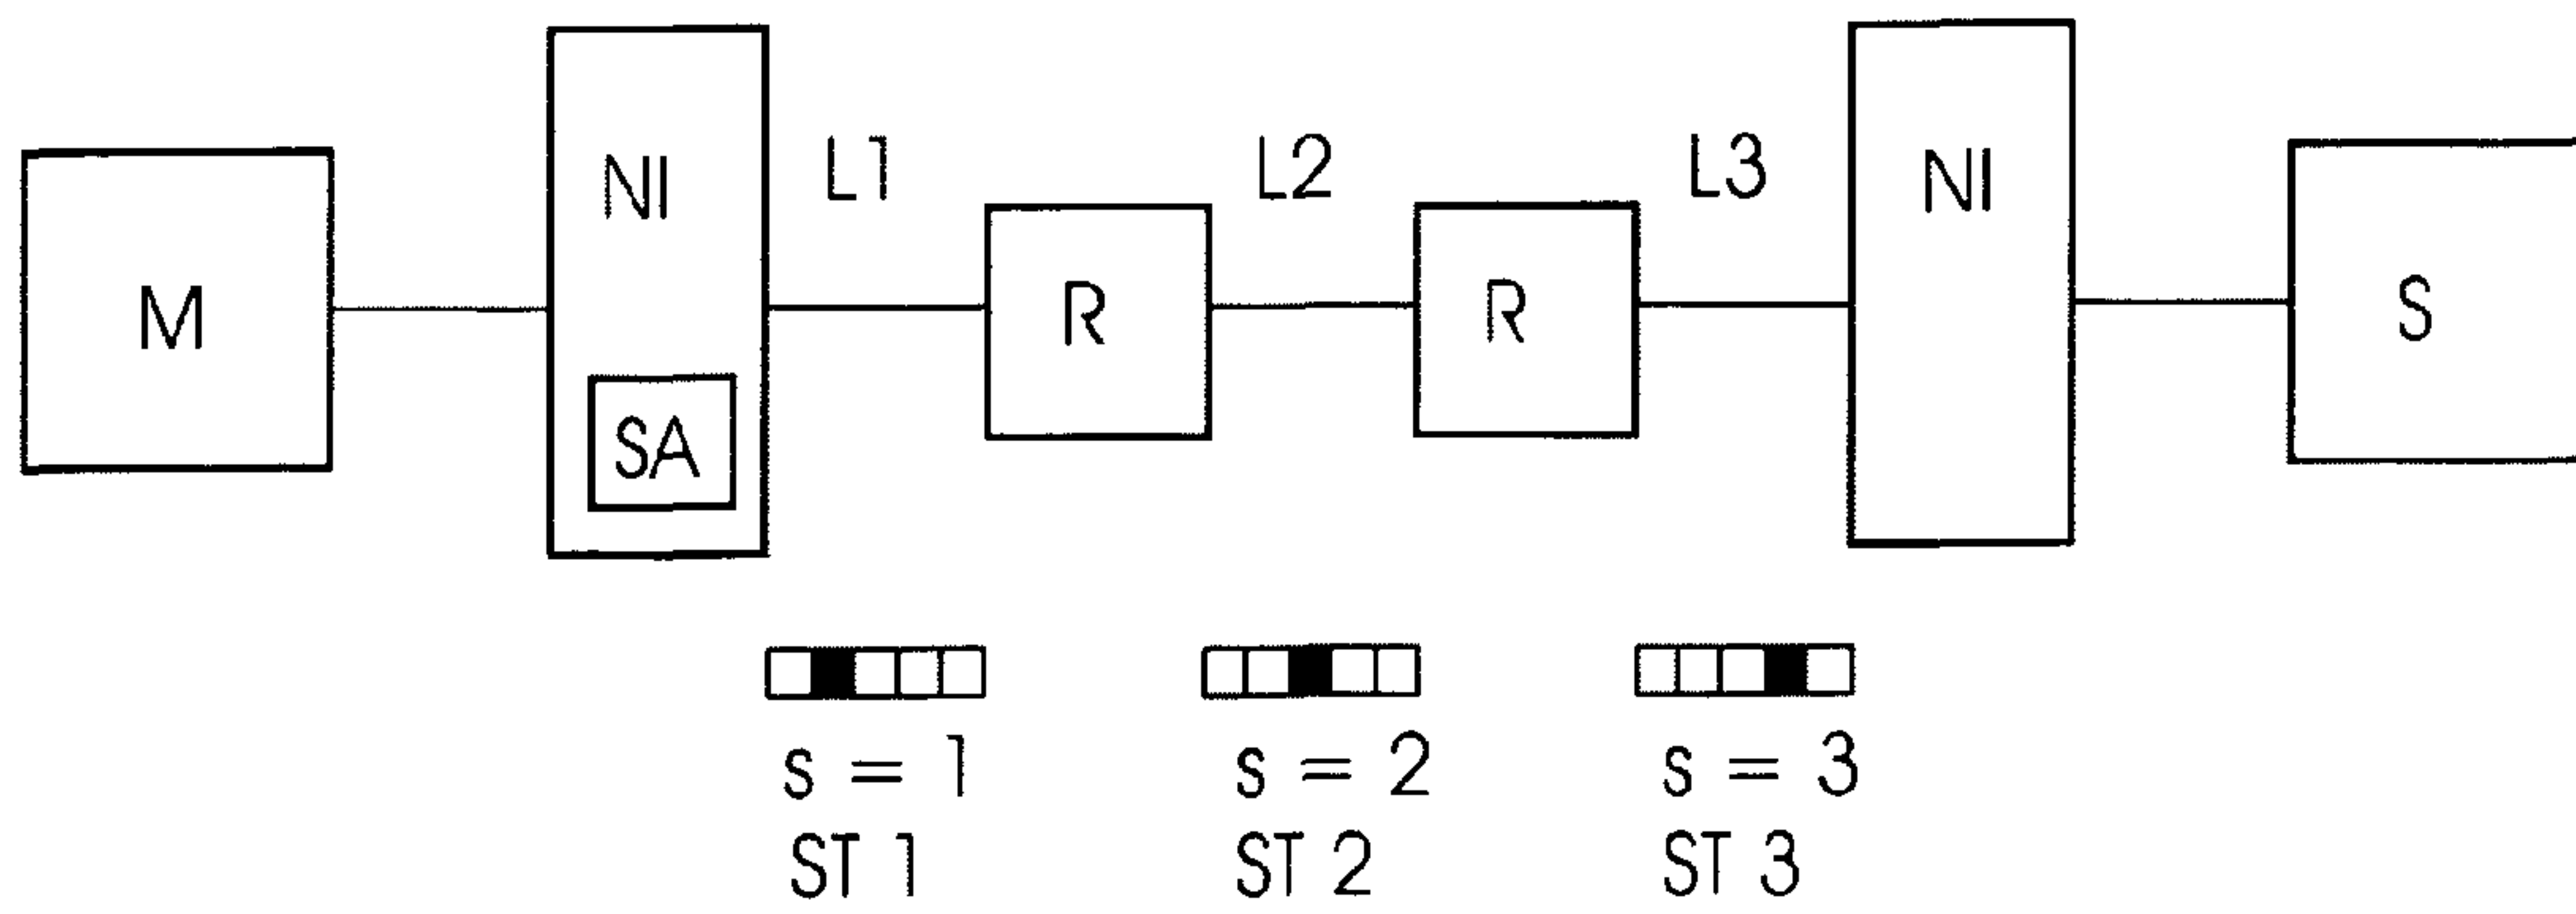 M
NI
SA
L1
R
L2
R
L3
NI
S
s = 1
ST 1
s = 2
ST 2
s = 3
ST 3